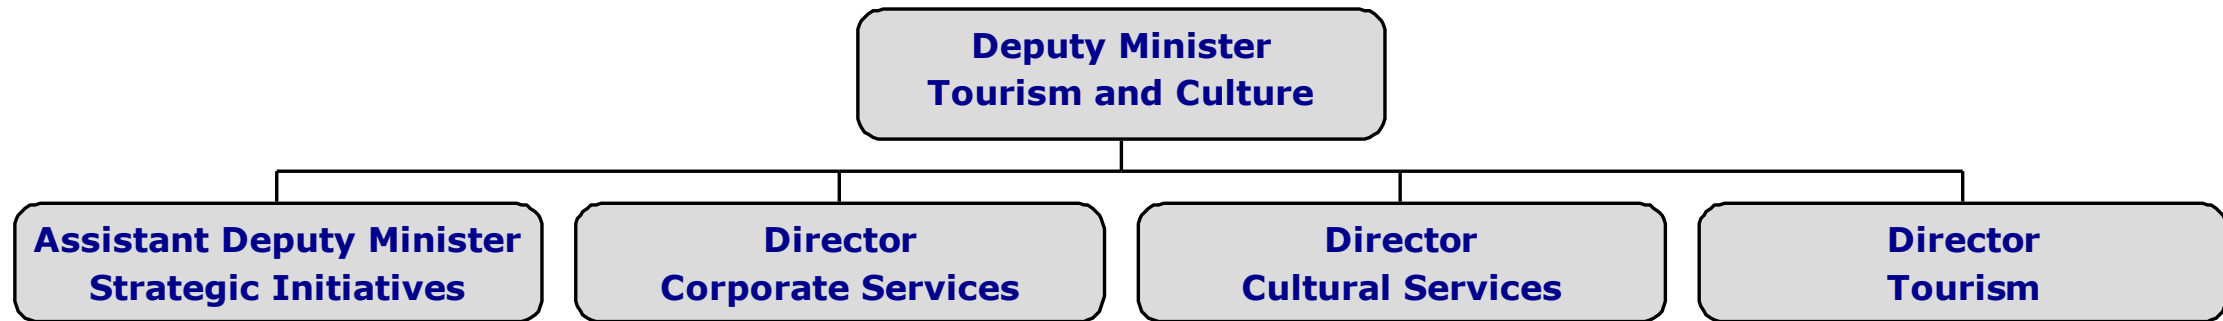 Deputy Minister
Tourism and Culture
Assistant Deputy Minister
Strategic Initiatives
Director
Corporate Services
Director
Cultural Services
Director
Tourism